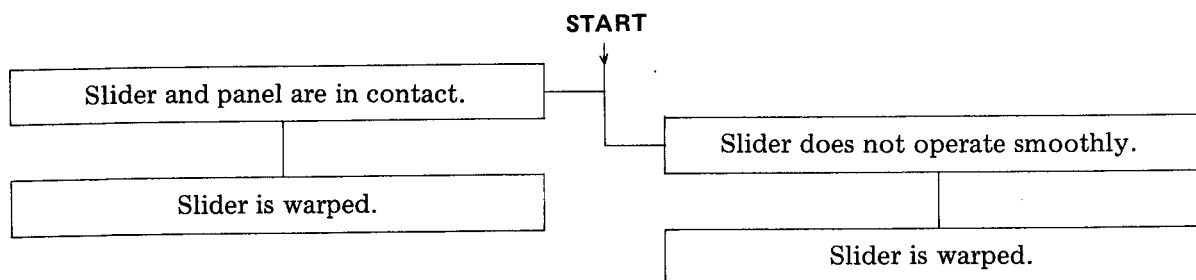 START
Slider and panel are in contact.
Slider does not operate smoothly.
Slider is warped.
Slider is warped.